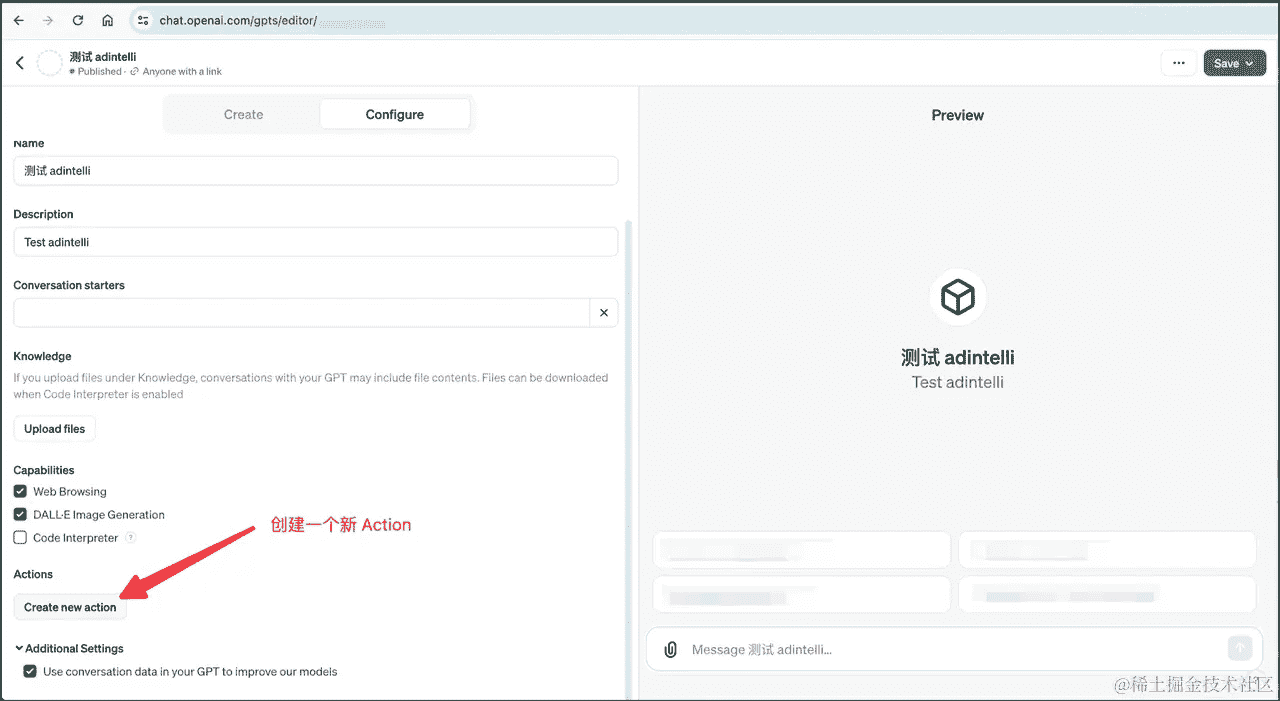 chat.openai.com/gpts/editor/
测试 adintelli
Published · Anyone with a link
Save
Create
Configure
Preview
Name
测试 adintelli
Description
Test adintelli
Conversation starters
Knowledge
If you upload files under Knowledge, conversations with your GPT may include file contents. Files can be downloaded
when Code Interpreter is enabled
Upload files
Capabilities
Web Browsing
DALL·E Image Generation
Code Interpreter ?
创建一个新 Action
Actions
Create new action
Additional Settings
Use conversation data in your GPT to improve our models
测试 adintelli
Test adintelli
Message 测试 adintelli...
@稀土掘金技术社区